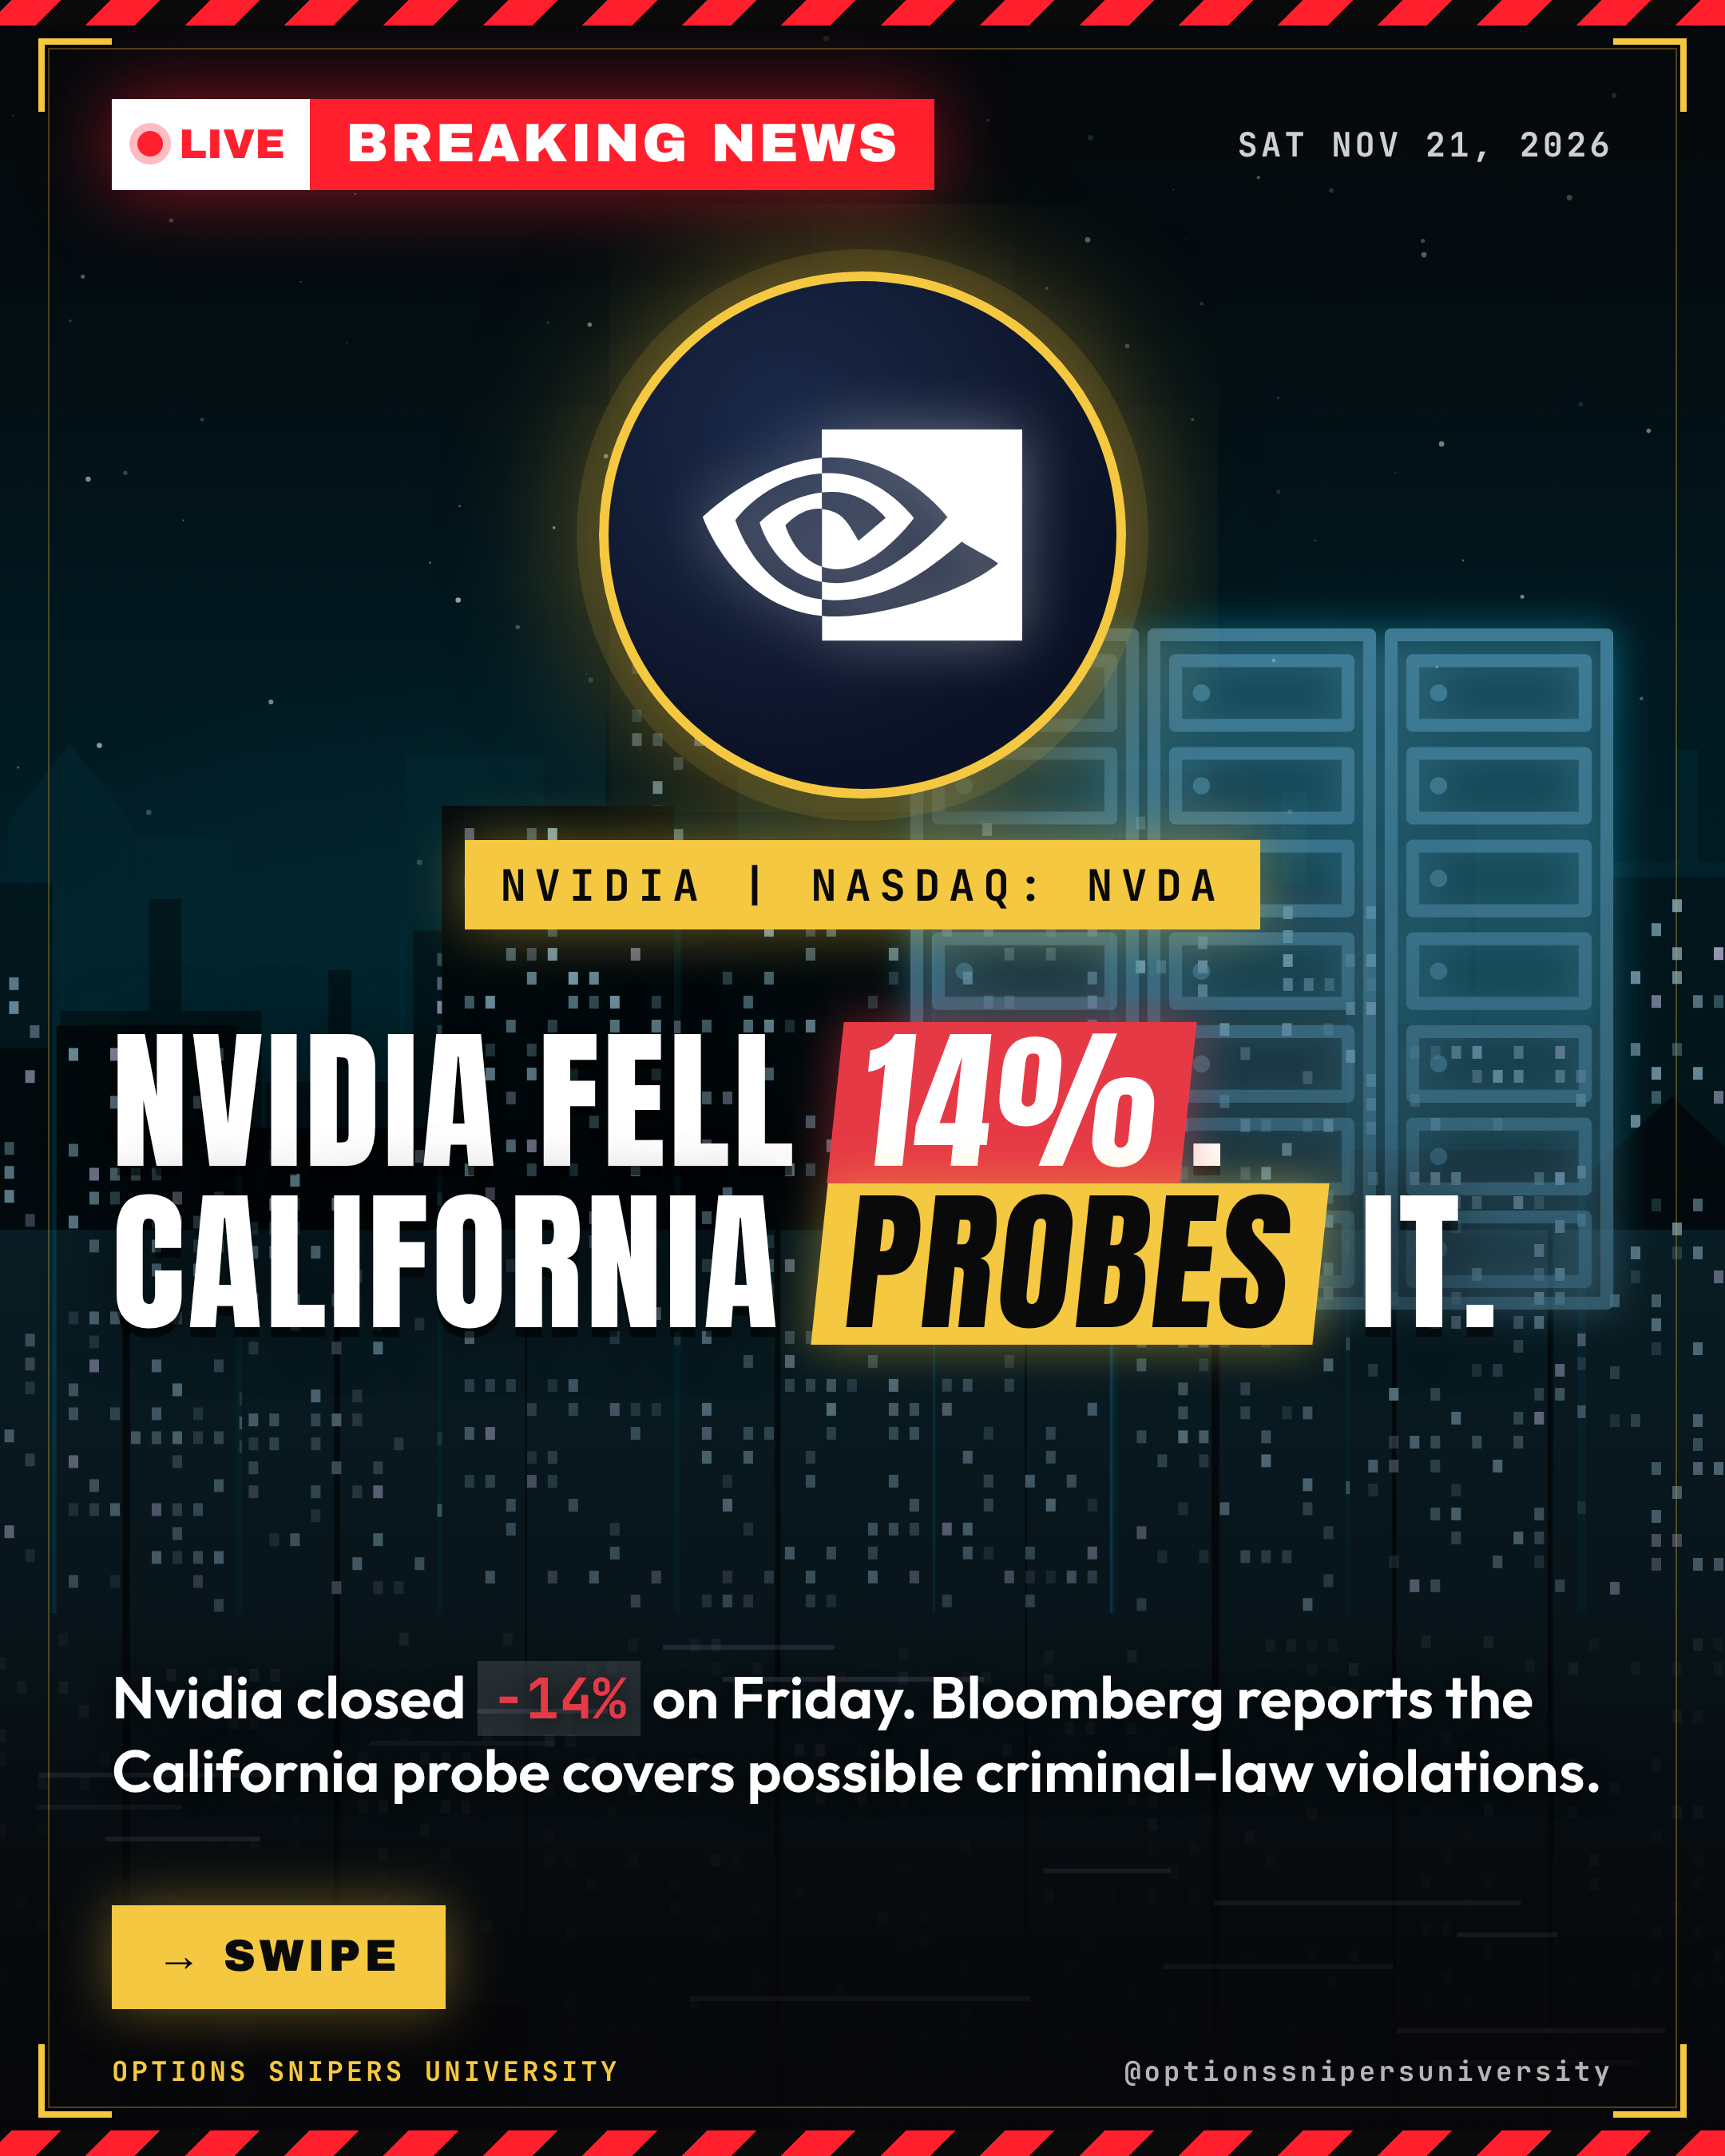 LIVE BREAKING NEWS
SAT NOV 21, 2026
NVIDIA | NASDAQ: NVDA
NVIDIA FELL 14%.
CALIFORNIA PROBES IT.
Nvidia closed -14% on Friday. Bloomberg reports the
California probe covers possible criminal-law violations.
→ SWIPE
OPTIONS SNIPERS UNIVERSITY
@optionssnipersuniversity